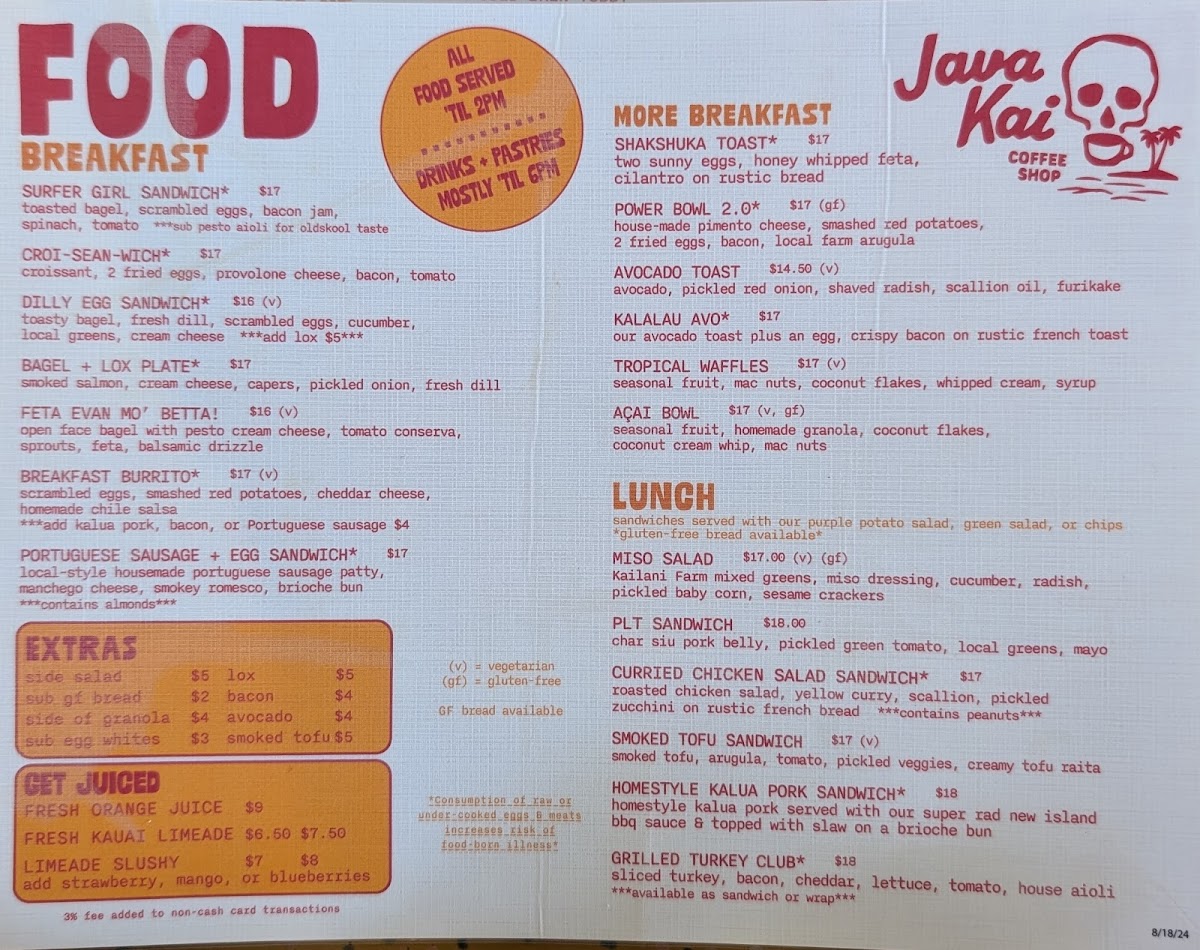 FOOD
ALL
FOOD SERVED
'TIL 2PM
DRINKS + PASTRIES
MOSTLY 'TIL 6PM
BREAKFAST
SURFER GIRL SANDWICH* $17
toasted bagel, scrambled eggs, bacon jam,
spinach, tomato ***sub pesto aioli for oldskool taste
CROI-SEAN-WICH* $17
croissant, 2 fried eggs, provolone cheese, bacon, tomato
DILLY EGG SANDWICH* $16 (v)
toasty bagel, fresh dill, scrambled eggs, cucumber,
local greens, cream cheese ***add lox $5***
BAGEL + LOX PLATE* $17
smoked salmon, cream cheese, capers, pickled onion, fresh dill
FETA EVAN MO' BETTA! $16 (v)
open face bagel with pesto cream cheese, tomato conserva,
sprouts, feta, balsamic drizzle
BREAKFAST BURRITO* $17 (v)
scrambled eggs, smashed red potatoes, cheddar cheese,
homemade chile salsa
***add kalua pork, bacon, or Portuguese sausage $4
PORTUGUESE SAUSAGE + EGG SANDWICH* $17
local-style housemade portuguese sausage patty,
manchego cheese, smokey romesco, brioche bun
***contains almonds***
EXTRAS
side salad $5 lox $5
sub gf bread $2 bacon $4
side of granola $4 avocado $4
sub egg whites $3 smoked tofu $5
GET JUICED
FRESH ORANGE JUICE $9
FRESH KAUAI LIMEADE $6.50 $7.50
LIMEADE SLUSHY $7 $8
add strawberry, mango, or blueberries
3% fee added to non-cash card transactions
(v) = vegetarian
(gf) = gluten-free
GF bread available
*Consumption of raw or
under-cooked eggs & meats
increases risk of
food-born illness*
Java
Kai
COFFEE
SHOP
MORE BREAKFAST
SHAKSHUKA TOAST* $17
two sunny eggs, honey whipped feta,
cilantro on rustic bread
POWER BOWL 2.0* $17 (gf)
house-made pimento cheese, smashed red potatoes,
2 fried eggs, bacon, local farm arugula
AVOCADO TOAST $14.50 (v)
avocado, pickled red onion, shaved radish, scallion oil, furikake
KALALAU AVO* $17
our avocado toast plus an egg, crispy bacon on rustic french toast
TROPICAL WAFFLES $17 (v)
seasonal fruit, mac nuts, coconut flakes, whipped cream, syrup
AÇAI BOWL $17 (v, gf)
seasonal fruit, homemade granola, coconut flakes,
coconut cream whip, mac nuts
LUNCH
sandwiches served with our purple potato salad, green salad, or chips
*gluten-free bread available*
MISO SALAD $17.00 (v) (gf)
Kailani Farm mixed greens, miso dressing, cucumber, radish,
pickled baby corn, sesame crackers
PLT SANDWICH $18.00
char siu pork belly, pickled green tomato, local greens, mayo
CURRIED CHICKEN SALAD SANDWICH* $17
roasted chicken salad, yellow curry, scallion, pickled
zucchini on rustic french bread ***contains peanuts***
SMOKED TOFU SANDWICH $17 (v)
smoked tofu, arugula, tomato, pickled veggies, creamy tofu raita
HOMESTYLE KALUA PORK SANDWICH* $18
homestyle kalua pork served with our super rad new island
bbq sauce & topped with slaw on a brioche bun
GRILLED TURKEY CLUB* $18
sliced turkey, bacon, cheddar, lettuce, tomato, house aioli
***available as sandwich or wrap***
8/18/24